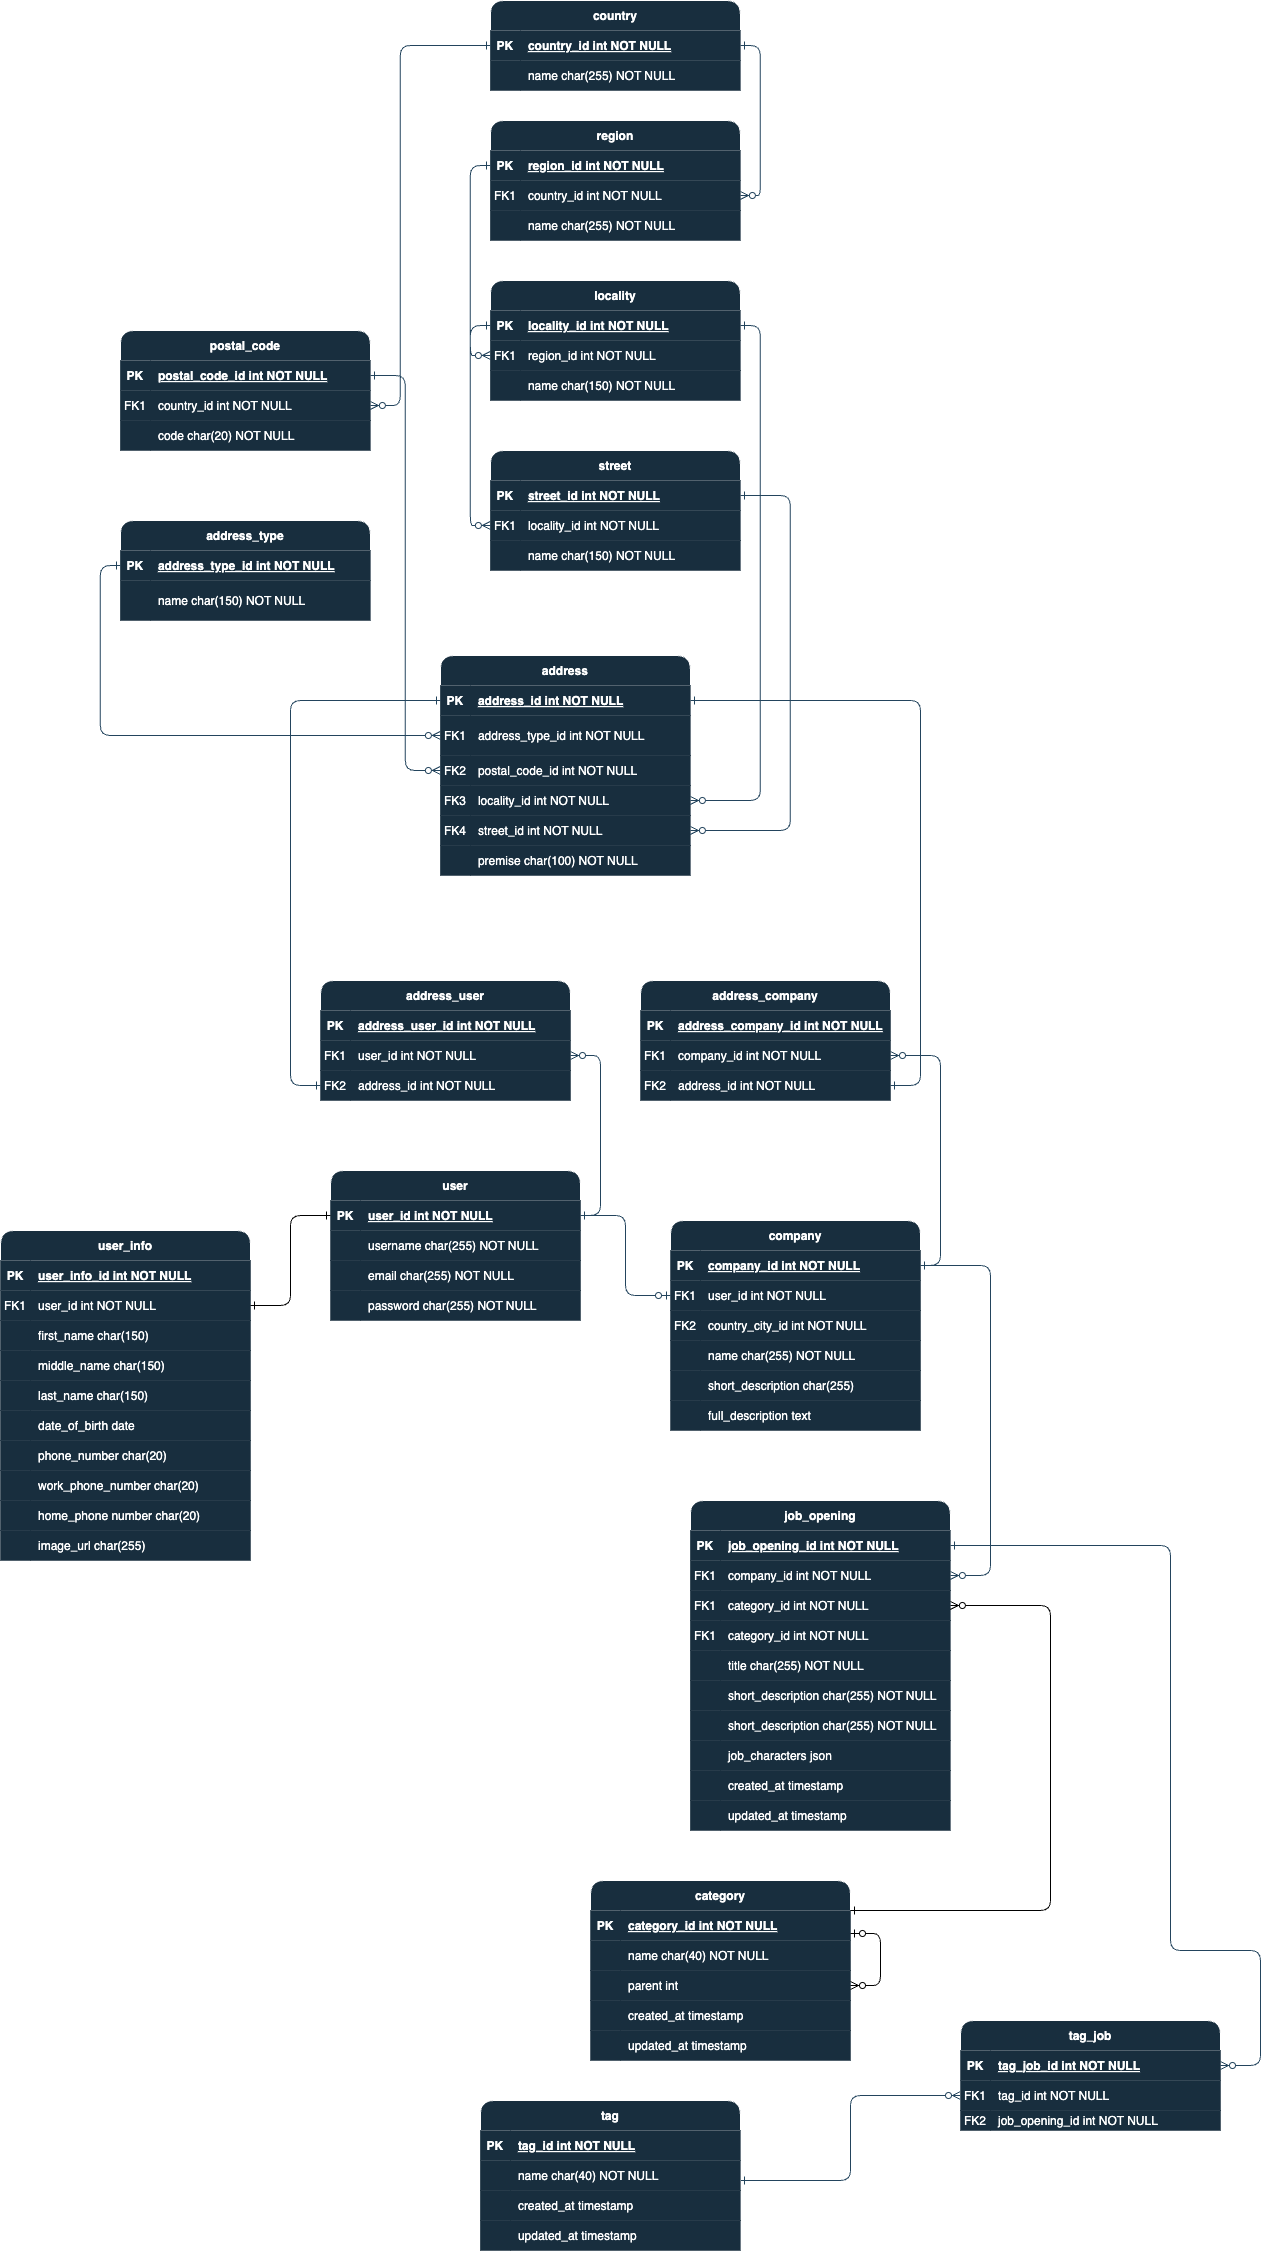 country
PK country_id int NOT NULL
name char(255) NOT NULL
region
PK region_id int NOT NULL
FK1 country_id int NOT NULL
name char(255) NOT NULL
locality
PK locality_id int NOT NULL
FK1 region_id int NOT NULL
name char(150) NOT NULL
postal_code
PK postal_code_id int NOT NULL
FK1 country_id int NOT NULL
code char(20) NOT NULL
street
PK street_id int NOT NULL
FK1 locality_id int NOT NULL
name char(150) NOT NULL
address_type
PK address_type_id int NOT NULL
name char(150) NOT NULL
address
PK address_id int NOT NULL
FK1 address_type_id int NOT NULL
FK2 postal_code_id int NOT NULL
FK3 locality_id int NOT NULL
FK4 street_id int NOT NULL
premise char(100) NOT NULL
address_user
PK address_user_id int NOT NULL
FK1 user_id int NOT NULL
FK2 address_id int NOT NULL
address_company
PK address_company_id int NOT NULL
FK1 company_id int NOT NULL
FK2 address_id int NOT NULL
user
PK user_id int NOT NULL
username char(255) NOT NULL
email char(255) NOT NULL
password char(255) NOT NULL
user_info
PK user_info_id int NOT NULL
FK1 user_id int NOT NULL
first_name char(150)
middle_name char(150)
last_name char(150)
date_of_birth date
phone_number char(20)
work_phone_number char(20)
home_phone number char(20)
image_url char(255)
company
PK company_id int NOT NULL
FK1 user_id int NOT NULL
FK2 country_city_id int NOT NULL
name char(255) NOT NULL
short_description char(255)
full_description text
job_opening
PK job_opening_id int NOT NULL
FK1 company_id int NOT NULL
FK1 category_id int NOT NULL
FK1 category_id int NOT NULL
title char(255) NOT NULL
short_description char(255) NOT NULL
short_description char(255) NOT NULL
job_characters json
created_at timestamp
updated_at timestamp
category
PK category_id int NOT NULL
name char(40) NOT NULL
parent int
created_at timestamp
updated_at timestamp
tag_job
PK tag_job_id int NOT NULL
FK1 tag_id int NOT NULL
FK2 job_opening_id int NOT NULL
tag
PK tag_id int NOT NULL
name char(40) NOT NULL
created_at timestamp
updated_at timestamp